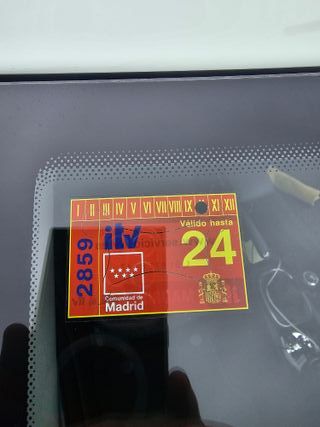 I II III IV V VI VII VIII IX XI XII
Válido hasta
itv
24
2859
Comunidad de
Madrid